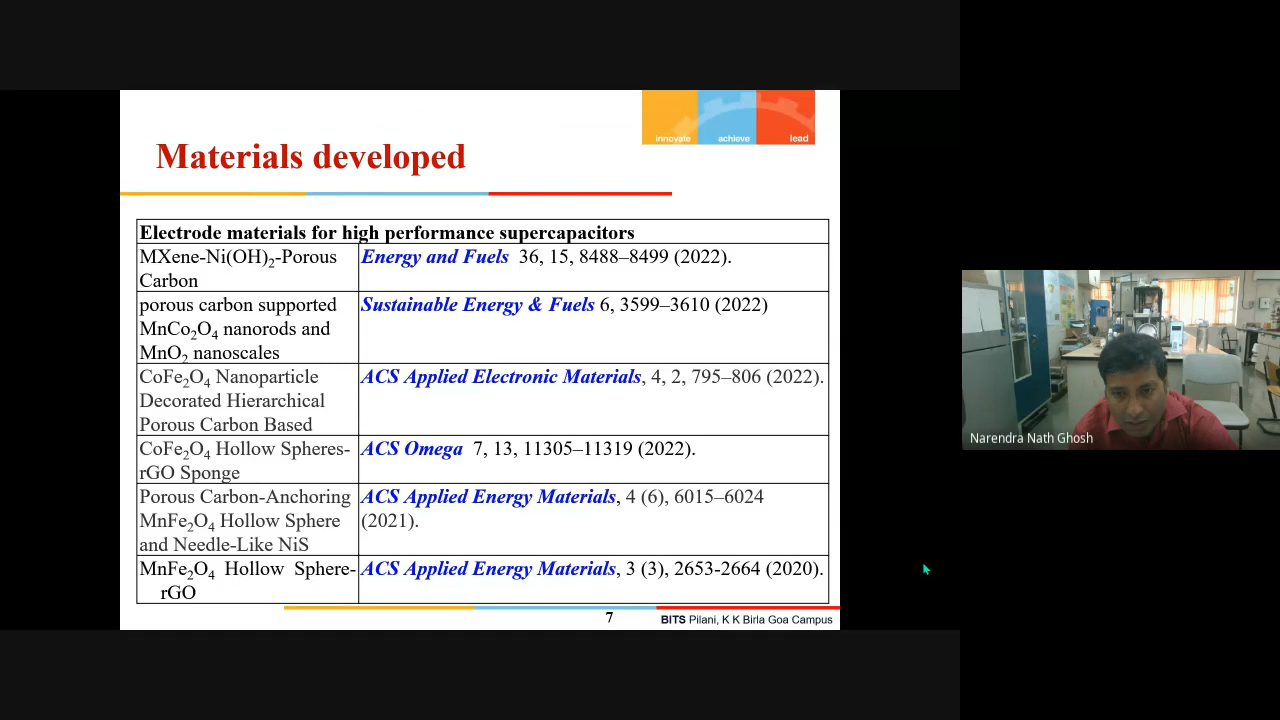 innovate achieve lead
Materials developed
Electrode materials for high performance supercapacitors
MXene-Ni(OH)₂-Porous
Carbon
Energy and Fuels 36, 15, 8488–8499 (2022).
porous carbon supported
MnCo₂O₄ nanorods and
MnO₂ nanoscales
Sustainable Energy & Fuels 6, 3599–3610 (2022)
CoFe₂O₄ Nanoparticle
Decorated Hierarchical
Porous Carbon Based
ACS Applied Electronic Materials, 4, 2, 795–806 (2022).
CoFe₂O₄ Hollow Spheres-
rGO Sponge
ACS Omega 7, 13, 11305–11319 (2022).
Porous Carbon-Anchoring
MnFe₂O₄ Hollow Sphere
and Needle-Like NiS
ACS Applied Energy Materials, 4 (6), 6015–6024
(2021).
MnFe₂O₄ Hollow Sphere-
rGO
ACS Applied Energy Materials, 3 (3), 2653-2664 (2020).
7
BITS Pilani, K K Birla Goa Campus
Narendra Nath Ghosh